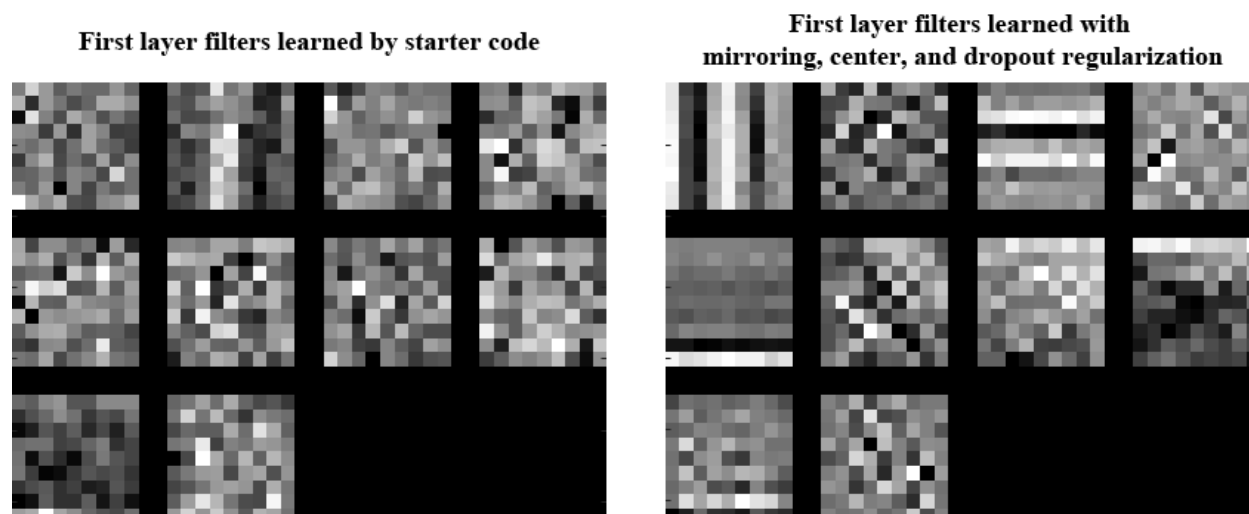 First layer filters learned by starter code
First layer filters learned with
mirroring, center, and dropout regularization